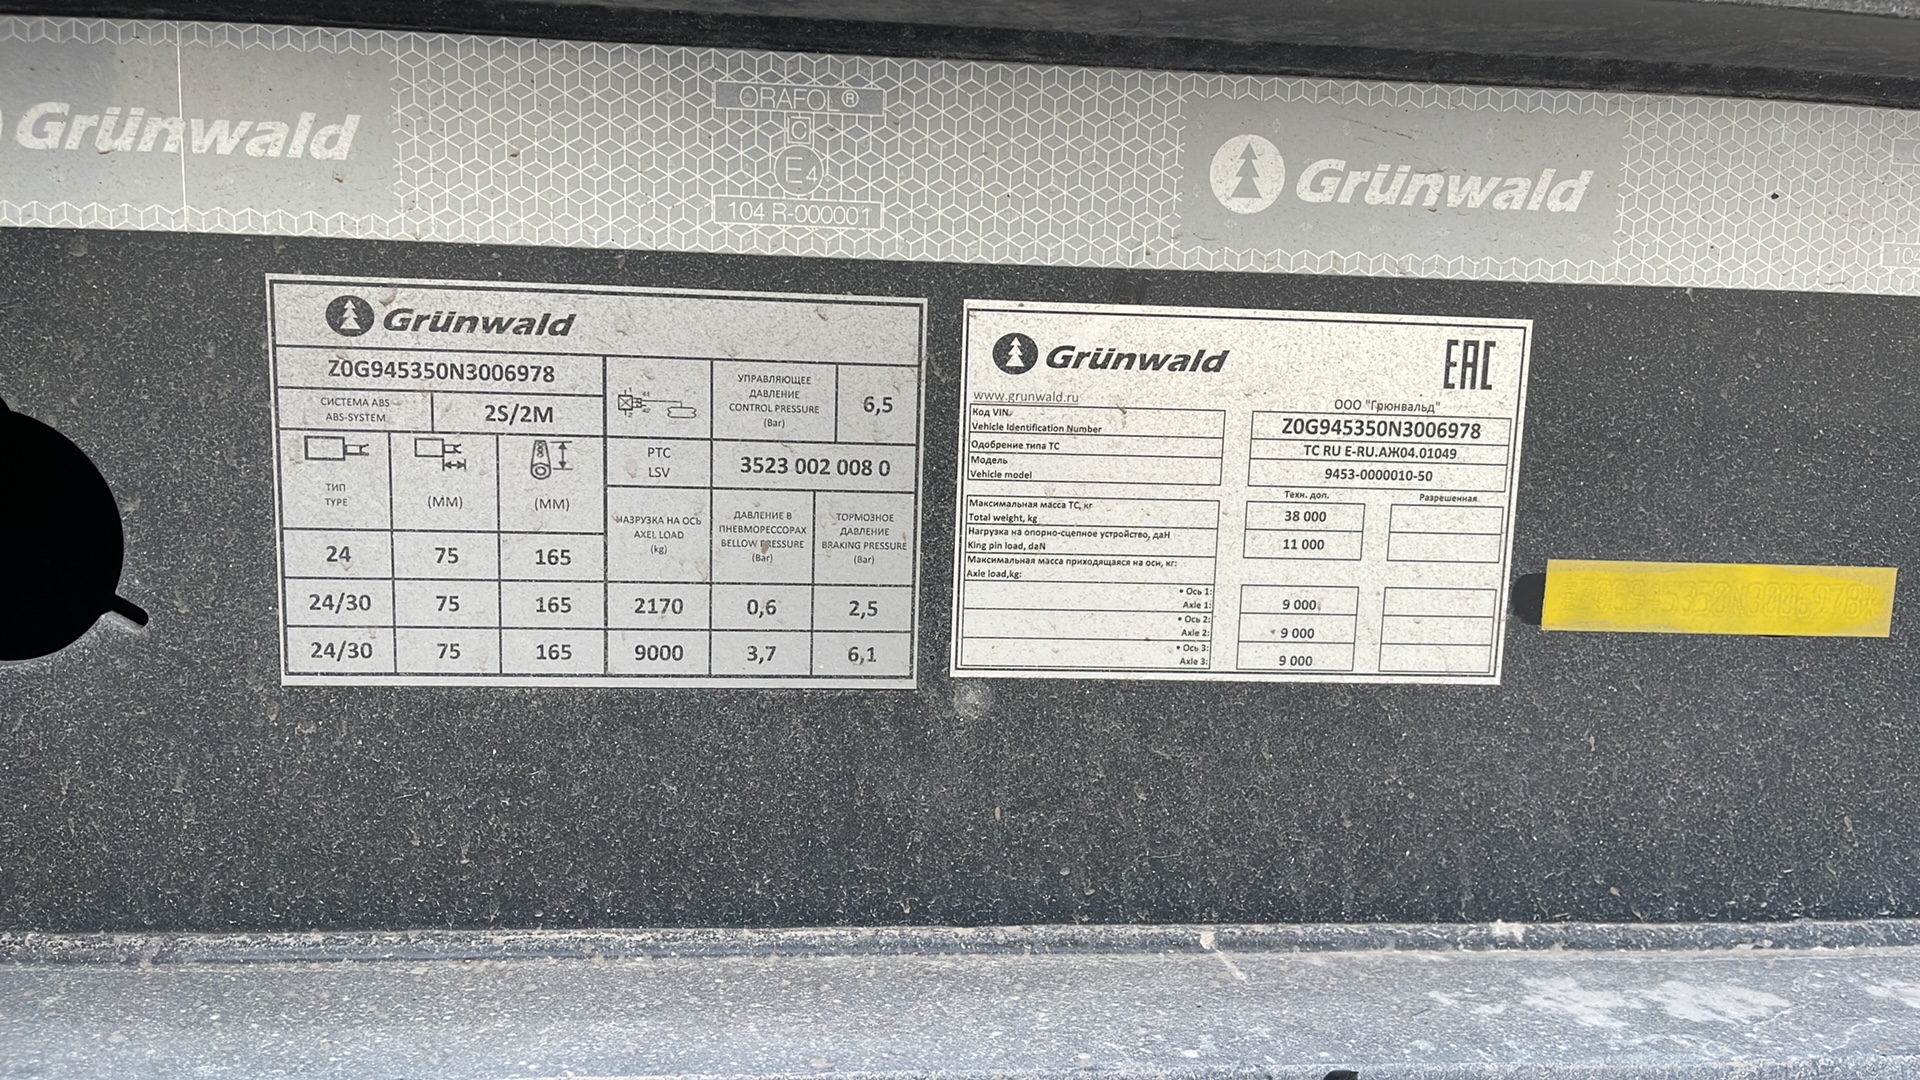 Grünwald
ORAFOL®
C
E4
104 R-000001
Grünwald
104
Grünwald
Z0G945350N3006978
СИСТЕМА ABS
ABS-SYSTEM
2S/2M
УПРАВЛЯЮЩЕЕ
ДАВЛЕНИЕ
CONTROL PRESSURE
(Bar)
6,5
РТС
LSV
3523 002 008 0
ТИП
TYPE
(MM)
(MM)
НАЗРУЗКА НА ОСЬ
AXEL LOAD
(kg)
ДАВЛЕНИЕ В
ПНЕВМОРЕССОРАХ
BELLOW PRESSURE
(Bar)
ТОРМОЗНОЕ
ДАВЛЕНИЕ
BRAKING PRESSURE
(Bar)
24 75 165
24/30 75 165 2170 0,6 2,5
24/30 75 165 9000 3,7 6,1
Grünwald
EAC
www.grunwald.ru
ООО "Грюнвальд"
Код VIN
Vehicle Identification Number
Z0G945350N3006978
Одобрение типа ТС
ТС RU E-RU.АЖ04.01049
Модель
Vehicle model
9453-0000010-50
Техн. доп.
Разрешенная
Максимальная масса ТС, кг
Total weight, kg
38 000
Нагрузка на опорно-сцепное устройство, даН
King pin load, daN
11 000
Максимальная масса приходящаяся на оси, кг:
Axle load,kg:
• Ось 1:
Axle 1:
9 000
• Ось 2:
Axle 2:
9 000
• Ось 3:
Axle 3:
9 000